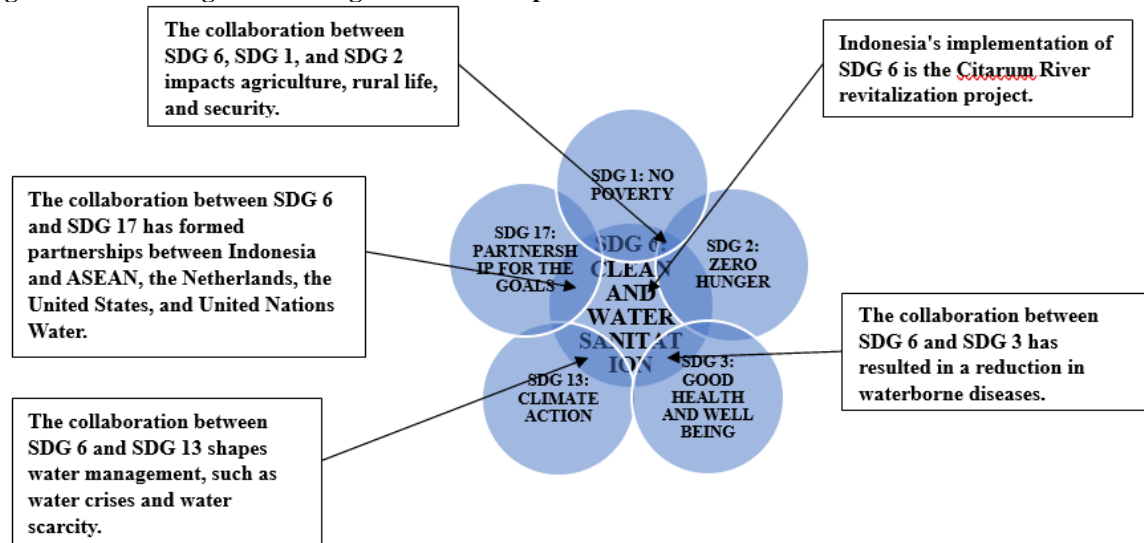 The collaboration between
SDG 6, SDG 1, and SDG 2
impacts agriculture, rural life,
and security.
Indonesia's implementation of
SDG 6 is the Citarum River
revitalization project.
The collaboration between SDG 6
and SDG 17 has formed
partnerships between Indonesia
and ASEAN, the Netherlands, the
United States, and United Nations
Water.
SDG 1: NO
POVERTY
SDG 17:
PARTNERSH
IP FOR THE
GOALS
SDG 6:
CLEAN
AND
WATER
SANITAT
ION
SDG 2:
ZERO
HUNGER
SDG 13:
CLIMATE
ACTION
SDG 3:
GOOD
HEALTH
AND WELL
BEING
The collaboration between
SDG 6 and SDG 3 has
resulted in a reduction in
waterborne diseases.
The collaboration between
SDG 6 and SDG 13 shapes
water management, such as
water crises and water
scarcity.